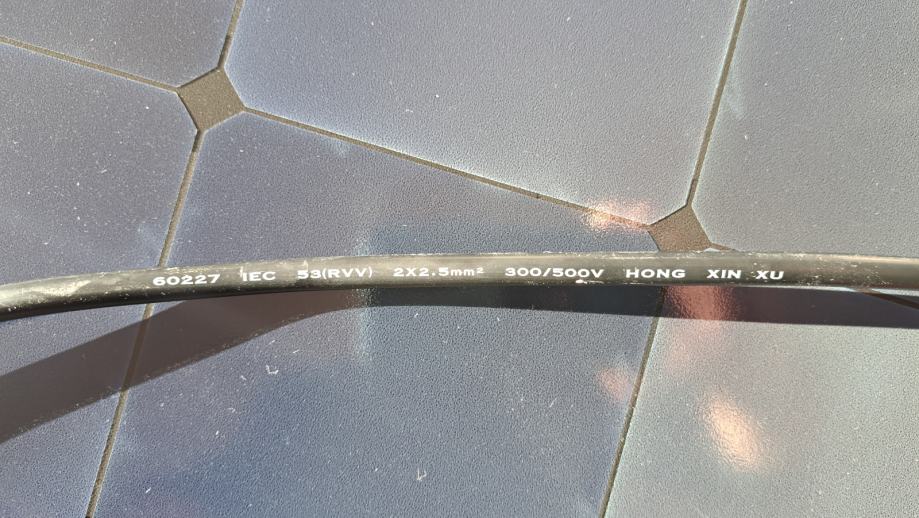 60227 IEC 53(RVV) 2X2.5mm² 300/500V HONG XIN XU